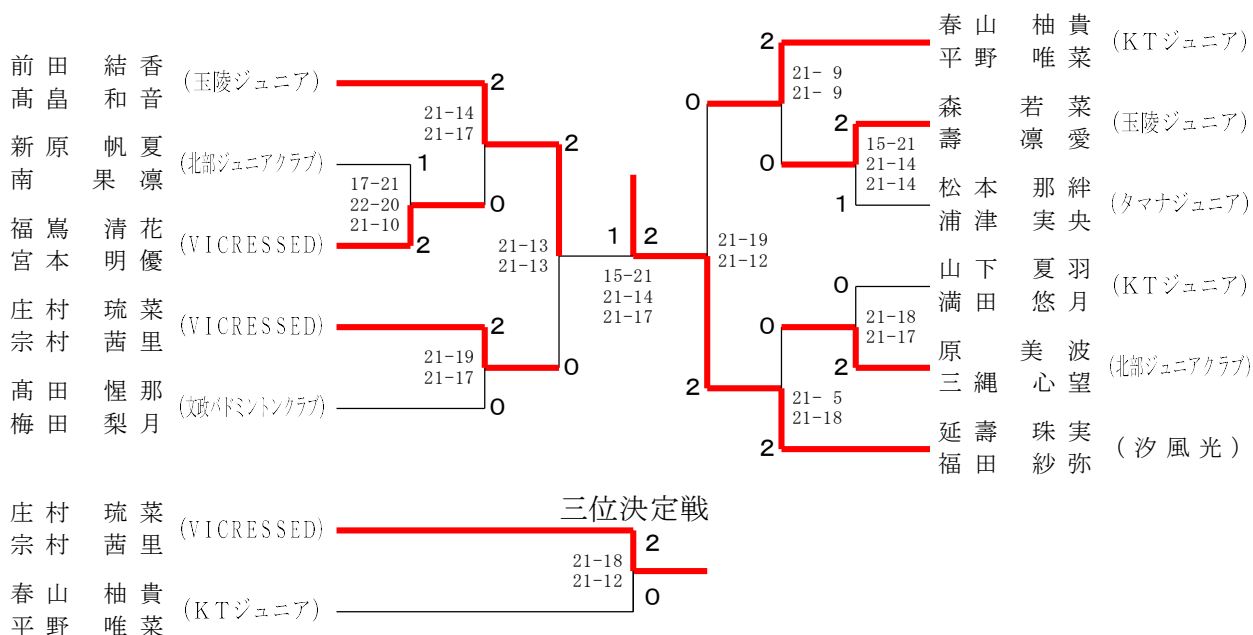 前田 結香
髙畠 和音
(玉陵ジュニア)
2
21-14
21-17
新原 帆夏
南 果凛
(北部ジュニアクラブ)
1
17-21
22-20
21-10
0
福嶌 清花
宮本 明優
(VICRESSED)
2
2
21-13
21-13
庄村 琉菜
宗村 茜里
(VICRESSED)
2
21-19
21-17
0
髙田 惺那
梅田 梨月
(文政バドミントンクラブ)
0
1 2
15-21
21-14
21-17
春山 柚貴
平野 唯菜
(KTジュニア)
2
21- 9
21- 9
0
森 若菜
壽 凛愛
(玉陵ジュニア)
2
15-21
21-14
21-14
0
松本 那絆
浦津 実央
(タマナジュニア)
1
21-19
21-12
山下 夏羽
満田 悠月
(KTジュニア)
0
21-18
21-17
0
原 美波
三縄 心望
(北部ジュニアクラブ)
2
2
21- 5
21-18
延壽 珠実
福田 紗弥
(汐風光)
2
三位決定戦
庄村 琉菜
宗村 茜里
(VICRESSED)
2
21-18
21-12
春山 柚貴
平野 唯菜
(KTジュニア)
0